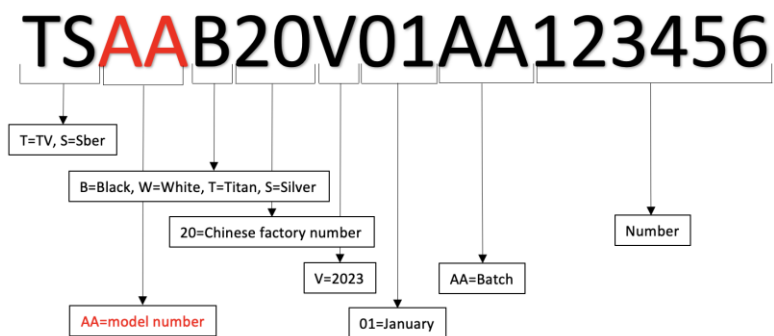 TSAAB20V01AA123456
T=TV, S=Sber
B=Black, W=White, T=Titan, S=Silver
20=Chinese factory number
Number
V=2023
AA=Batch
AA=model number
01=January